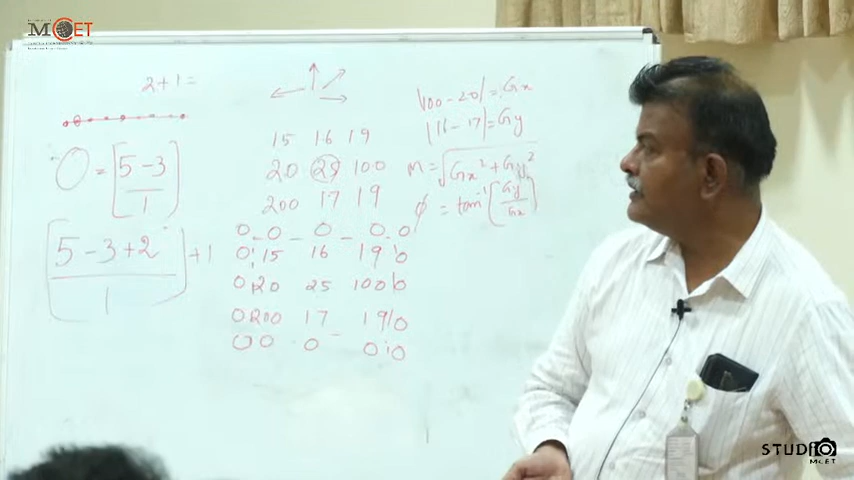 MCET
2+1=
O = [5-3/1]
[5-3+2/1] +1
15 16 19
20 25 100
200 17 19
0 0 0 0 0
0 15 16 19 0
0 20 25 100 0
0 200 17 19 0
0 0 0 0 0
|100-20| = Gx
|16-17| = Gy
M = √Gx²+Gy²
φ = tan⁻¹[Gy/Gx]
STUDIO
MCET